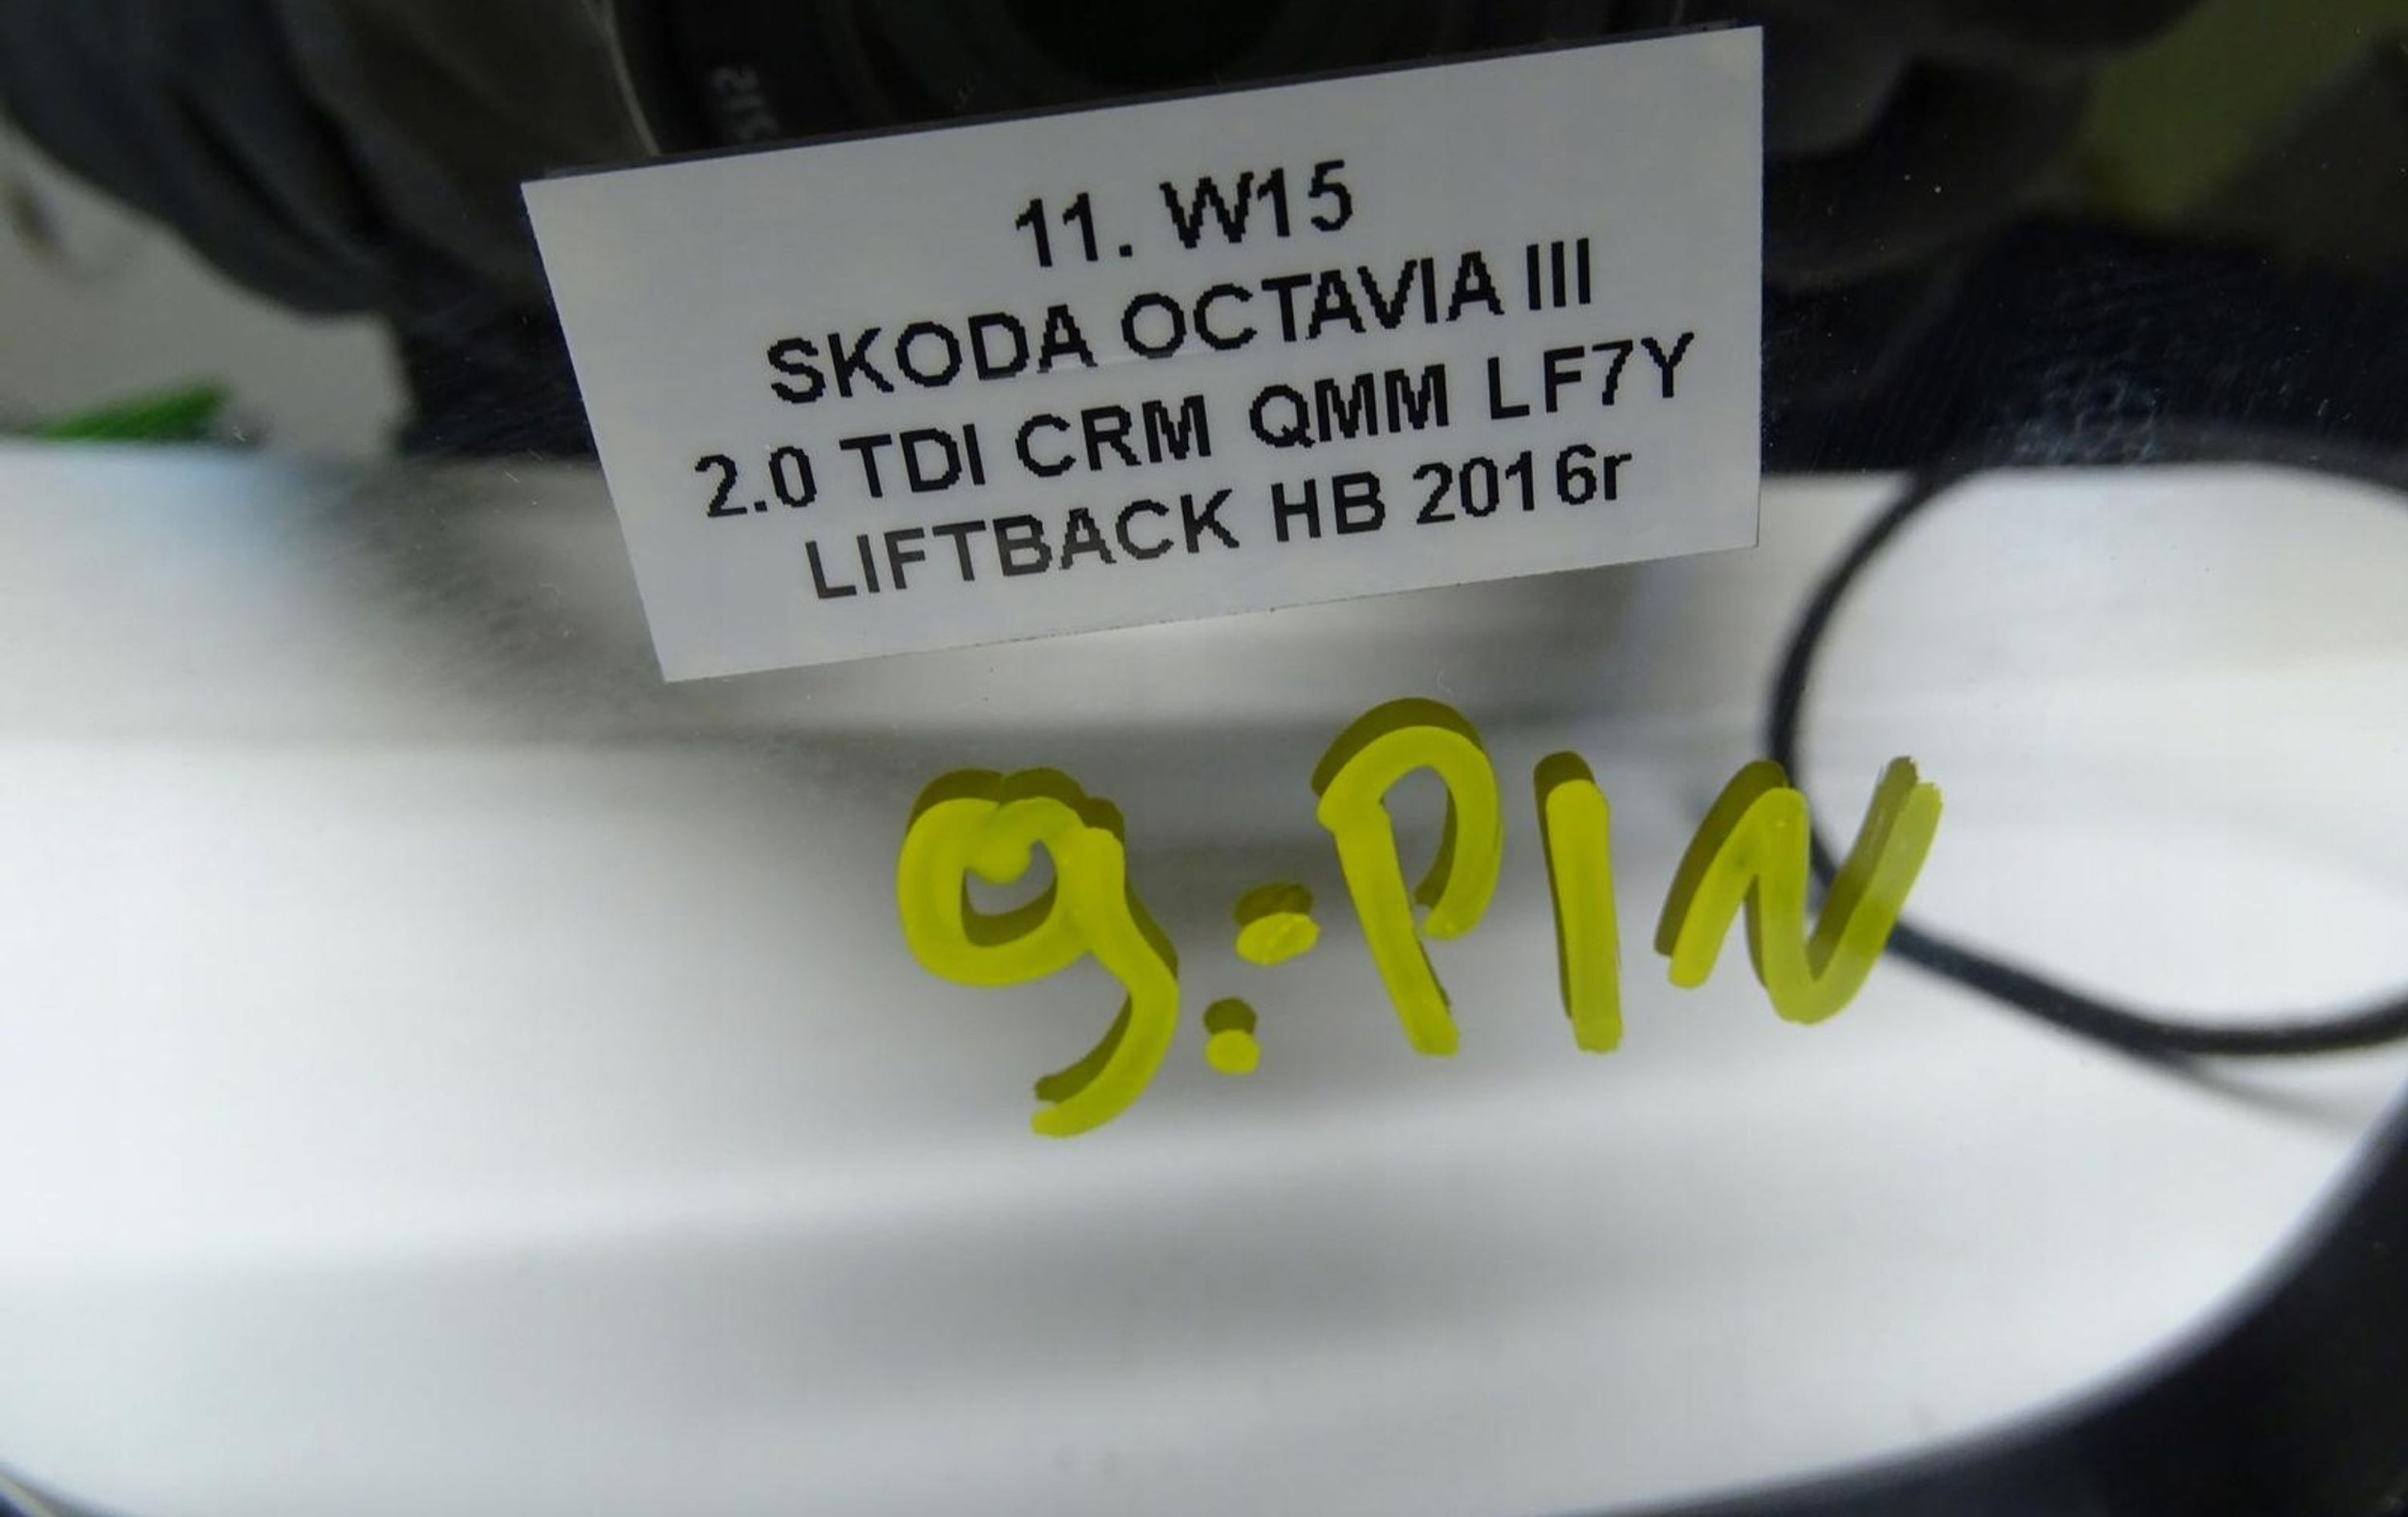 11. W15
SKODA OCTAVIA III
2.0 TDI CRM QMM LF7Y
LIFTBACK HB 2016r
9:PIN